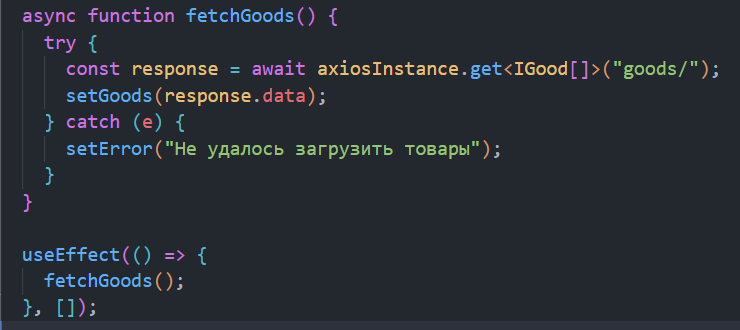 async function fetchGoods() {
try {
const response = await axiosInstance.get<IGood[]>("goods/");
setGoods(response.data);
} catch (e) {
setError("Не удалось загрузить товары");
}
}
useEffect(() => {
fetchGoods();
}, []);